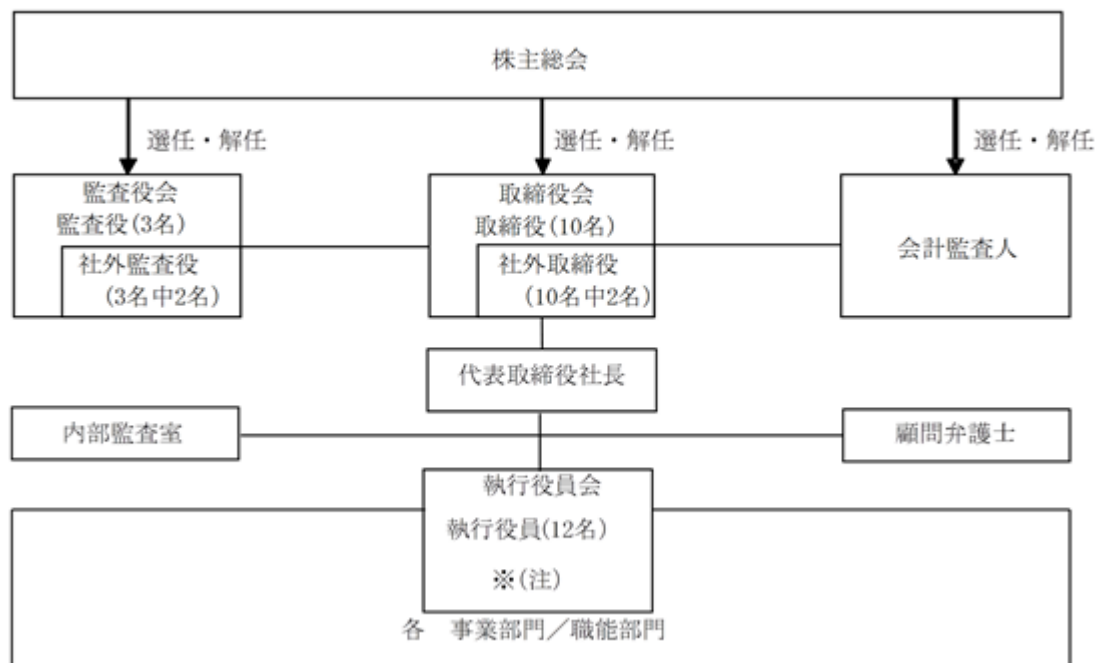 株主総会
選任・解任
選任・解任
選任・解任
監査役会
監査役(3名)
社外監査役
(3名中2名)
取締役会
取締役(10名)
社外取締役
(10名中2名)
会計監査人
代表取締役社長
内部監査室
顧問弁護士
執行役員会
執行役員(12名)
※(注)
各　事業部門／職能部門